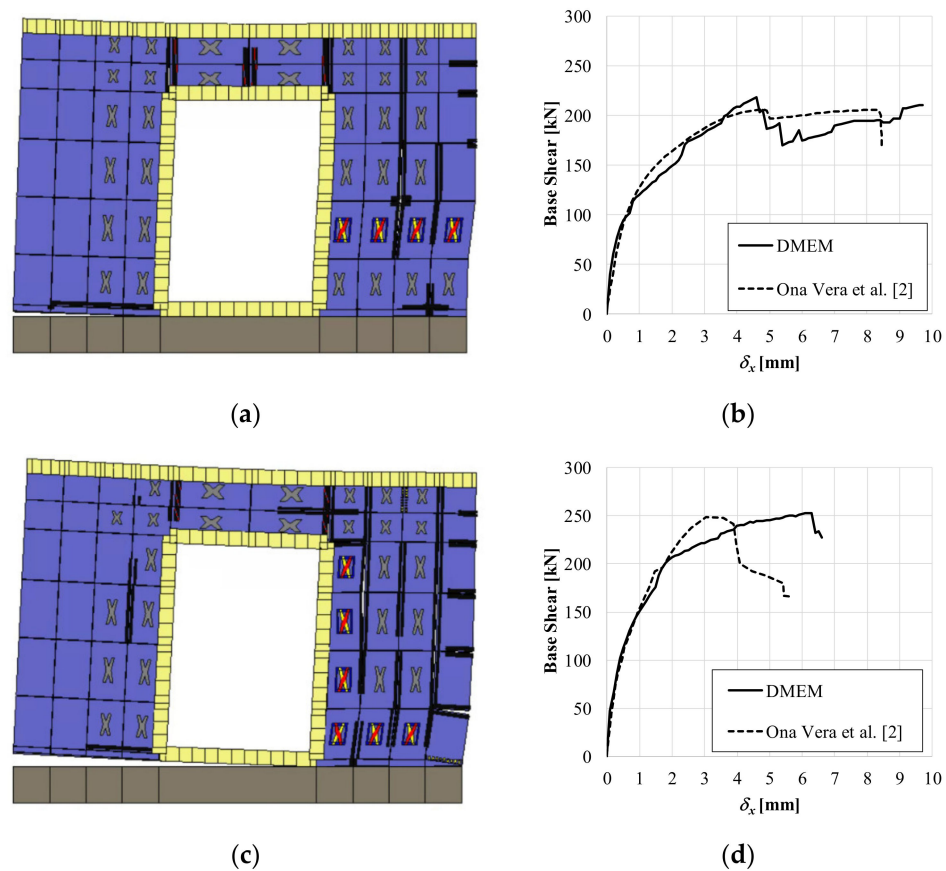 300
250
200
150
100
50
0
Base Shear [kN]
DMEM
Ona Vera et al. [2]
0 1 2 3 4 5 6 7 8 9 10
δx [mm]
(a)
(b)
300
250
200
150
100
50
0
Base Shear [kN]
DMEM
Ona Vera et al. [2]
0 1 2 3 4 5 6 7 8 9 10
δx [mm]
(c)
(d)